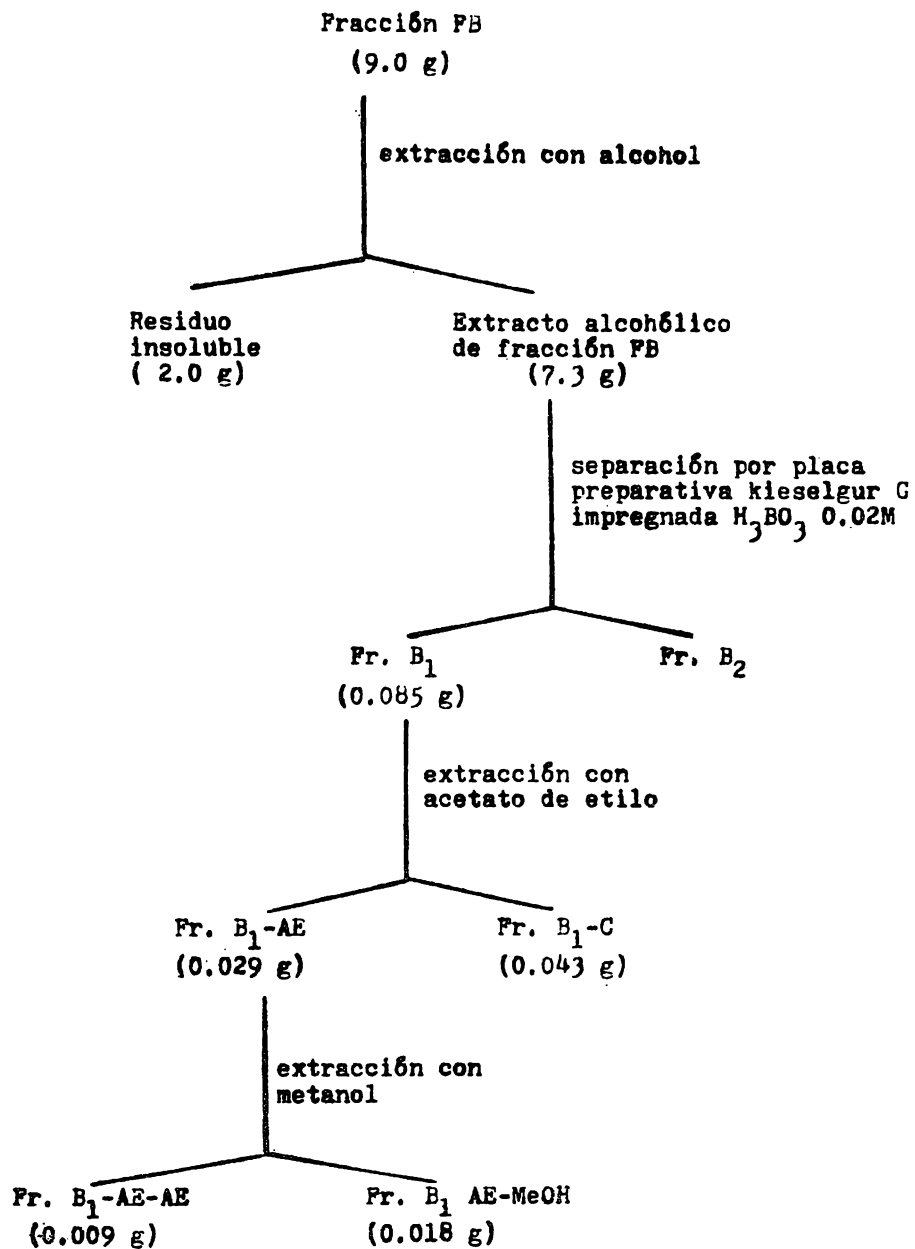 Fracción FB
(9.0 g)
extracción con alcohol
Residuo
insoluble
( 2.0 g)
Extracto alcohólico
de fracción FB
(7.3 g)
separación por placa
preparativa kieselgur G
impregnada H₃BO₃ 0.02M
Fr. B₁
(0.085 g)
Fr. B₂
extracción con
acetato de etilo
Fr. B₁-AE
(0.029 g)
Fr. B₁-C
(0.043 g)
extracción con
metanol
Fr. B₁-AE-AE
(0.009 g)
Fr. B₁ AE-MeOH
(0.018 g)